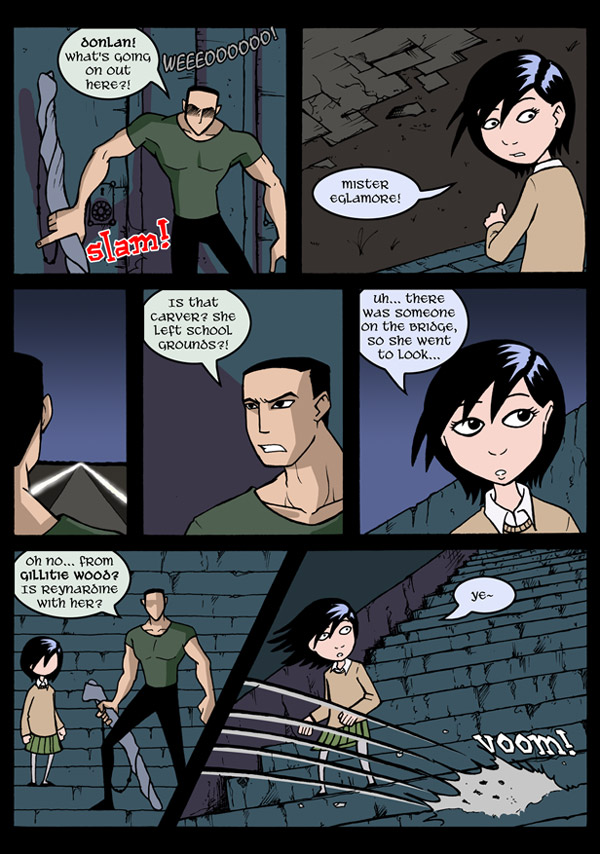 Donlan!
What's going
on out
here?!
WEEEOOOOOO!
slam!
Mister
Eglamore!
Is that
Carver? She
left school
grounds?!
Uh... there
was someone
on the bridge,
so she went
to look...
Oh no... from
Gillitie Wood?
Is Reynardine
with her?
Ye~
voom!